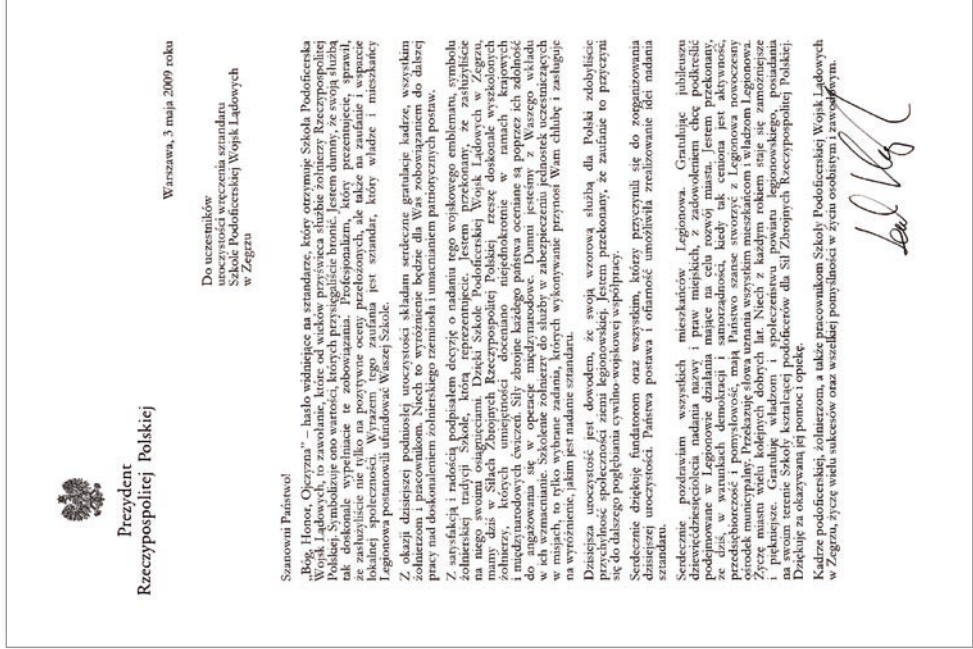 Prezydent
Rzeczypospolitej Polskiej
Warszawa, 3 maja 2009 roku
Do uczestników
uroczystości wręczenia sztandaru
Szkole Podoficerskiej Wojsk Lądowych
w Zegrzu
Szanowni Państwo!
„Bóg, Honor, Ojczyzna” – hasło widniejące na sztandarze, który otrzymuje Szkoła Podoficerska
Wojsk Lądowych, to zawołanie, które od wieków przyświeca służbie żołnierzy Rzeczypospolitej
Polskiej. Symbolizuje ono wartości, których przysięgaliście bronić. Jestem dumny, że swoją służbą
tak doskonale wypełniacie te zobowiązania. Profesjonalizm, który prezentujecie, sprawił,
że zasłużyliście nie tylko na pozytywne oceny przełożonych, ale także na zaufanie i wsparcie
lokalnej społeczności. Wyrazem tego zaufania jest sztandar, który władze i mieszkańcy
Legionowa postanowili ufundować Waszej Szkole.
Z okazji dzisiejszej podniosłej uroczystości składam serdeczne gratulacje kadrze, wszystkim
żołnierzom i pracownikom. Niech to wyróżnienie będzie dla Was zobowiązaniem do dalszej
pracy nad doskonaleniem żołnierskiego rzemiosła i umacnianiem patriotycznych postaw.
Z satysfakcją i radością podpisałem decyzję o nadaniu tego wojskowego emblematu, symbolu
żołnierskiej tradycji Szkole, którą reprezentujecie. Jestem przekonany, że zasłużyliście
na niego swoimi osiągnięciami. Dzięki Szkole Podoficerskiej Wojsk Lądowych w Zegrzu,
mamy dziś w Siłach Zbrojnych Rzeczypospolitej Polskiej rzeszę doskonale wyszkolonych
żołnierzy, których umiejętności doceniano niejednokrotnie w ramach krajowych
i międzynarodowych ćwiczeń. Siły zbrojne każdego państwa oceniane są poprzez ich zdolność
do angażowania się w operacje międzynarodowe. Dumni jesteśmy z Waszego wkładu
w ich wzmacnianie. Szkolenie żołnierzy do służby w zabezpieczeniu jednostek uczestniczących
w misjach, to tylko wybrane zadania, których wykonywanie przynosi Wam chlubę i zasługuje
na wyróżnienie, jakim jest nadanie sztandaru.
Dzisiejsza uroczystość jest dowodem, że swoją wzorową służbą dla Polski zdobyliście
przychylność społeczności ziemi legionowskiej. Jestem przekonany, że zaufanie to przyczyni
się do dalszego pogłębiania cywilno-wojskowej współpracy.
Serdecznie dziękuję fundatorom oraz wszystkim, którzy przyczynili się do zorganizowania
dzisiejszej uroczystości. Państwa postawa i ofiarność umożliwiła zrealizowanie idei nadania
sztandaru.
Serdecznie pozdrawiam wszystkich mieszkańców Legionowa. Gratulując jubileuszu
dziewięćdziesięciolecia nadania nazwy i praw miejskich, z zadowoleniem chcę podkreślić
podejmowane w Legionowie działania mające na celu rozwój miasta. Jestem przekonany,
że dziś, w warunkach demokracji i samorządności, kiedy tak ceniona jest aktywność,
przedsiębiorczość i pomysłowość, mają Państwo szanse stworzyć z Legionowa nowoczesny
ośrodek municypalny. Przekazuję słowa uznania wszystkim mieszkańcom i władzom Legionowa.
Życzę miastu wielu kolejnych dobrych lat. Niech z każdym rokiem staje się zamożniejsze
i piękniejsze. Gratuluję władzom i społeczeństwu powiatu legionowskiego, posiadania
na swoim terenie Szkoły kształcącej podoficerów dla Sił Zbrojnych Rzeczypospolitej Polskiej.
Dziękuję za okazywaną jej pomoc i opiekę.
Kadrze podoficerskiej, żołnierzom, a także pracownikom Szkoły Podoficerskiej Wojsk Lądowych
w Zegrzu, życzę wielu sukcesów oraz wszelkiej pomyślności w życiu osobistym i zawodowym.